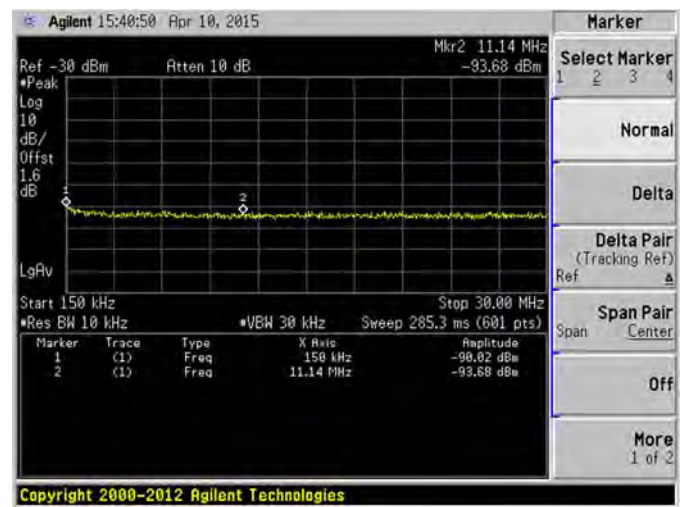 Agilent 15:40:50 Apr 10, 2015
Marker
Mkr2 11.14 MHz
Ref -30 dBm Atten 10 dB -93.68 dBm
#Peak
Log
10
dB/
Offst
1.6
dB
1
2
LgAv
Start 150 kHz Stop 30.00 MHz
#Res BW 10 kHz #VBW 30 kHz Sweep 285.3 ms (601 pts)
Marker Trace Type X Axis Amplitude
1 (1) Freq 150 kHz -90.02 dBm
2 (1) Freq 11.14 MHz -93.68 dBm
Copyright 2000-2012 Agilent Technologies
Select Marker
1 2 3 4
Normal
Delta
Delta Pair
(Tracking Ref)
Ref Δ
Span Pair
Span Center
Off
More
1 of 2